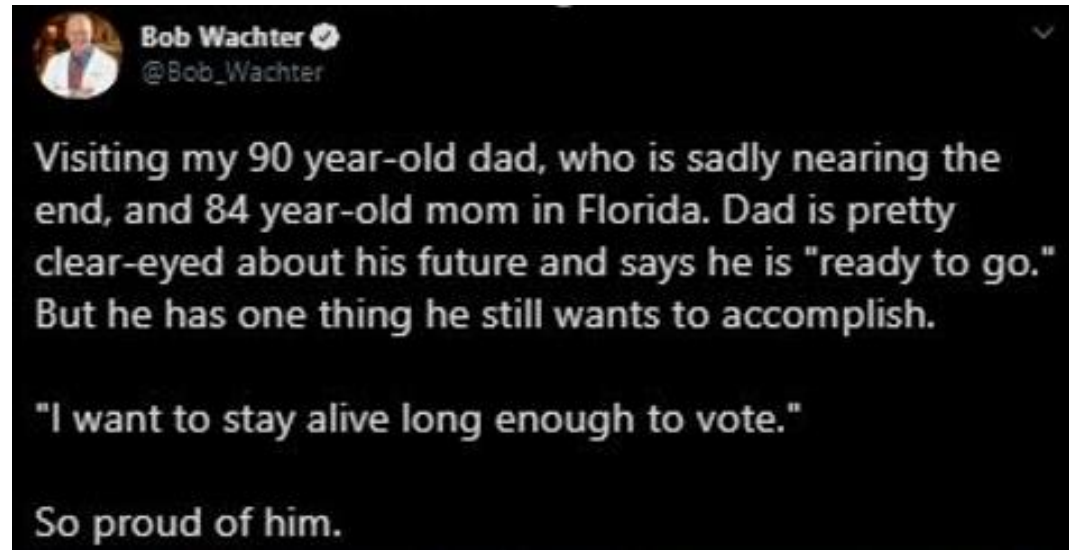 Bob Wachter
@Bob_Wachter
Visiting my 90 year-old dad, who is sadly nearing the
end, and 84 year-old mom in Florida. Dad is pretty
clear-eyed about his future and says he is "ready to go."
But he has one thing he still wants to accomplish.
"I want to stay alive long enough to vote."
So proud of him.